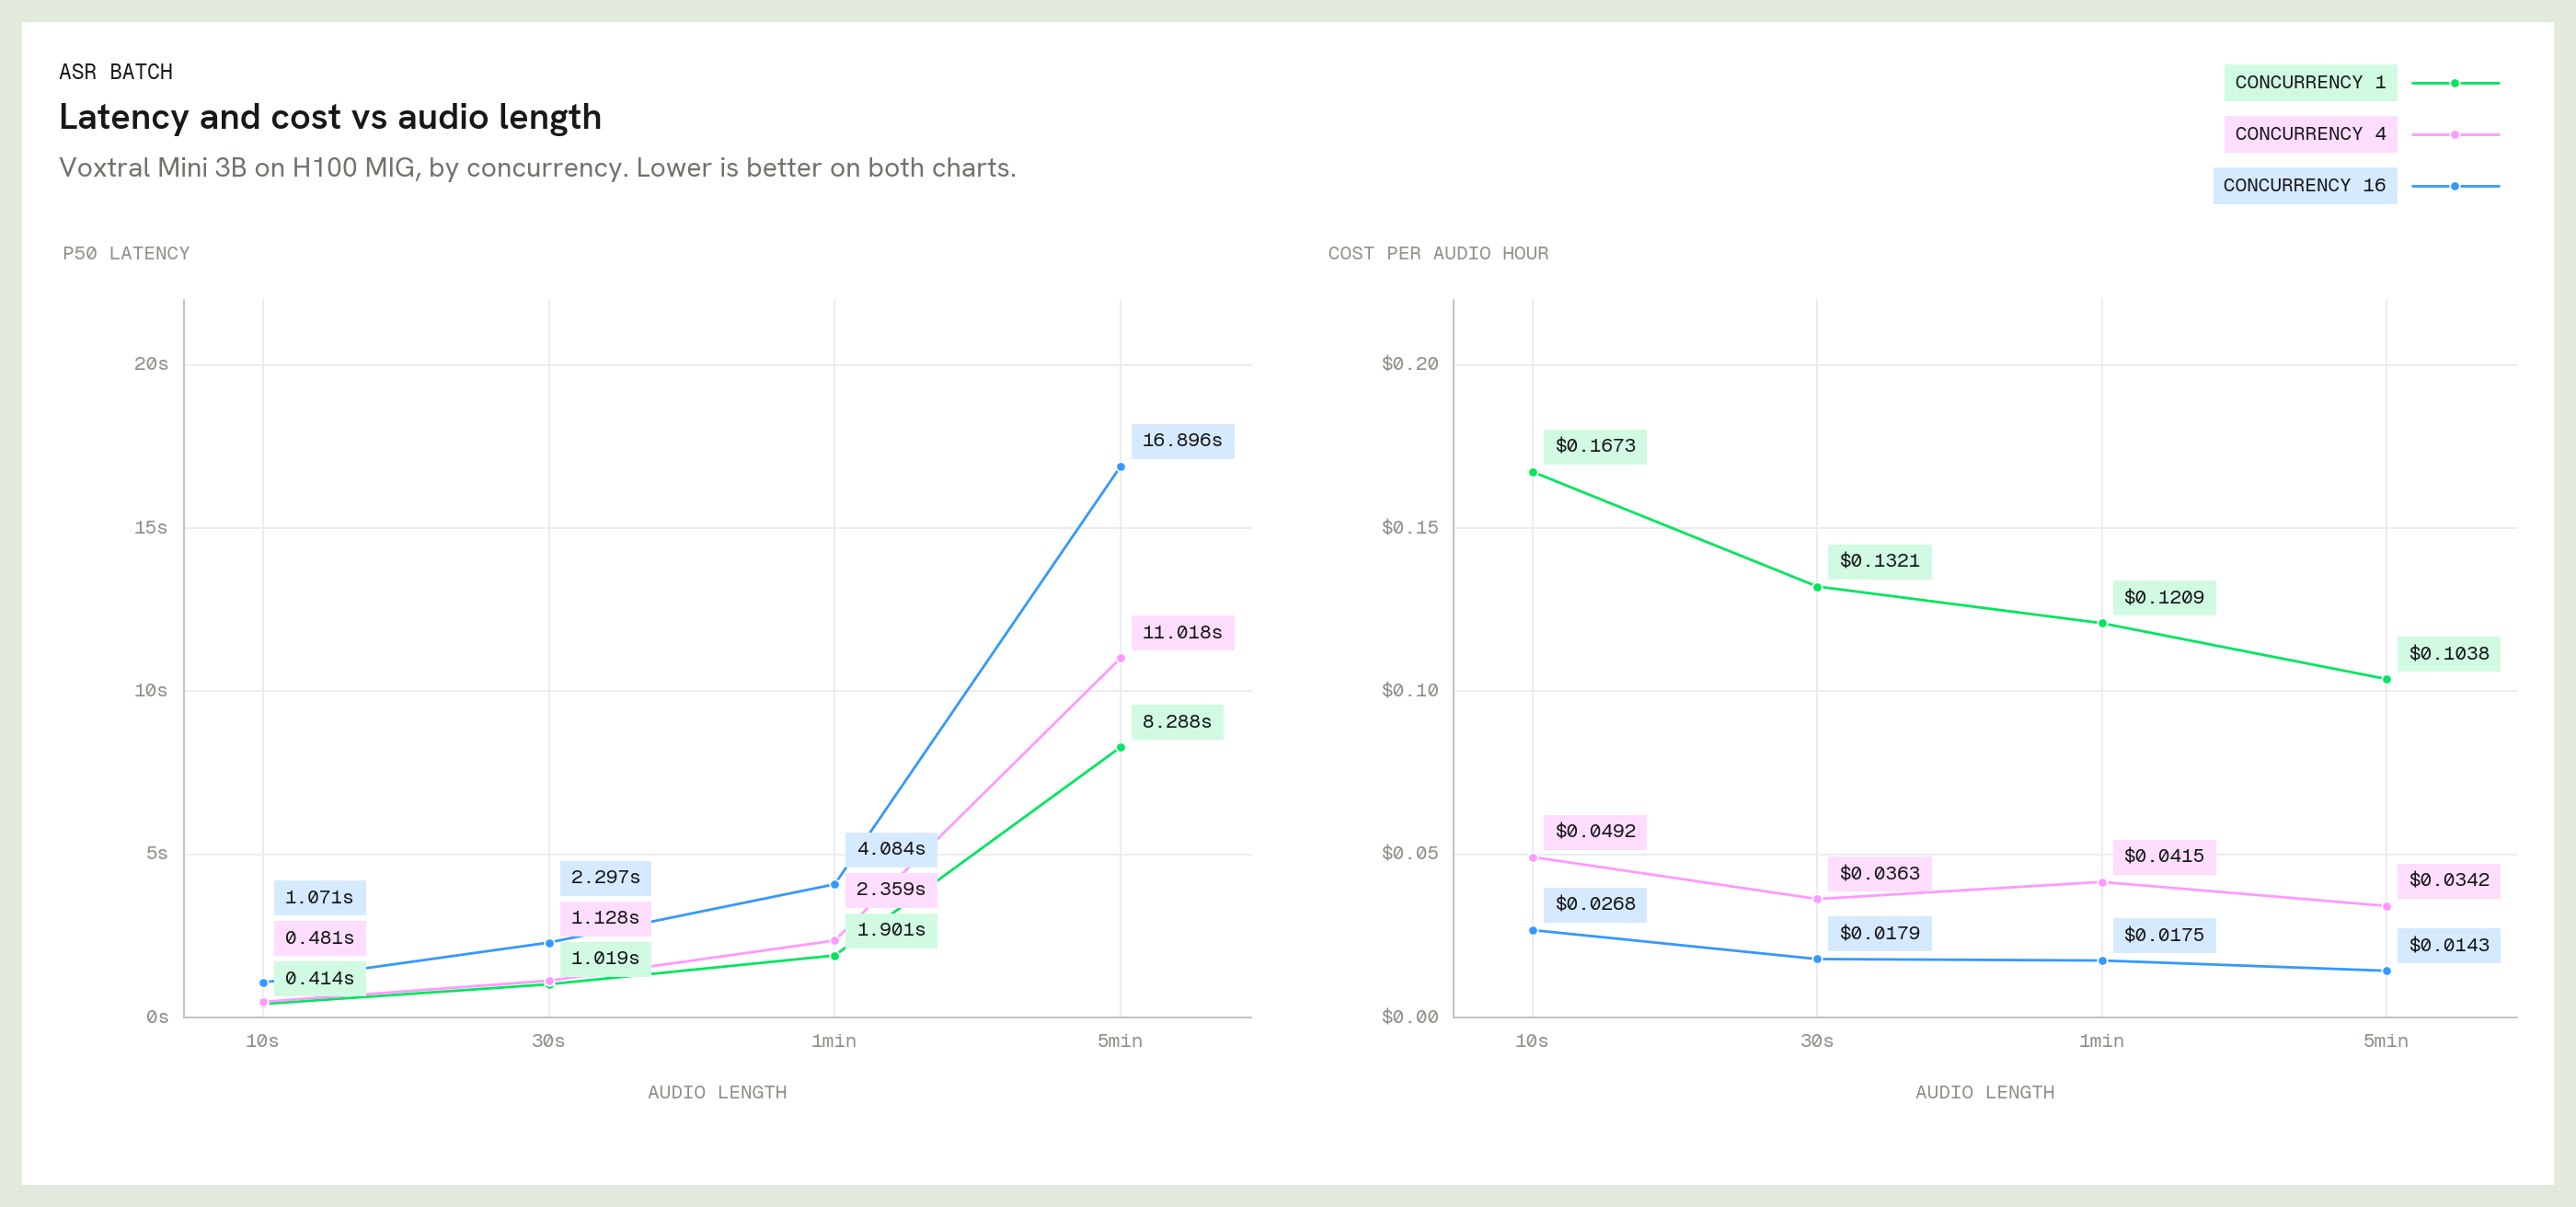 ASR BATCH
Latency and cost vs audio length
Voxtral Mini 3B on H100 MIG, by concurrency. Lower is better on both charts.
CONCURRENCY 1
CONCURRENCY 4
CONCURRENCY 16
P50 LATENCY
20s
15s
10s
5s
0s
16.896s
11.018s
8.288s
4.084s
2.359s
1.901s
2.297s
1.128s
1.019s
1.071s
0.481s
0.414s
10s
30s
1min
5min
AUDIO LENGTH
COST PER AUDIO HOUR
$0.20
$0.15
$0.10
$0.05
$0.00
$0.1673
$0.1321
$0.1209
$0.1038
$0.0492
$0.0363
$0.0415
$0.0342
$0.0268
$0.0179
$0.0175
$0.0143
10s
30s
1min
5min
AUDIO LENGTH